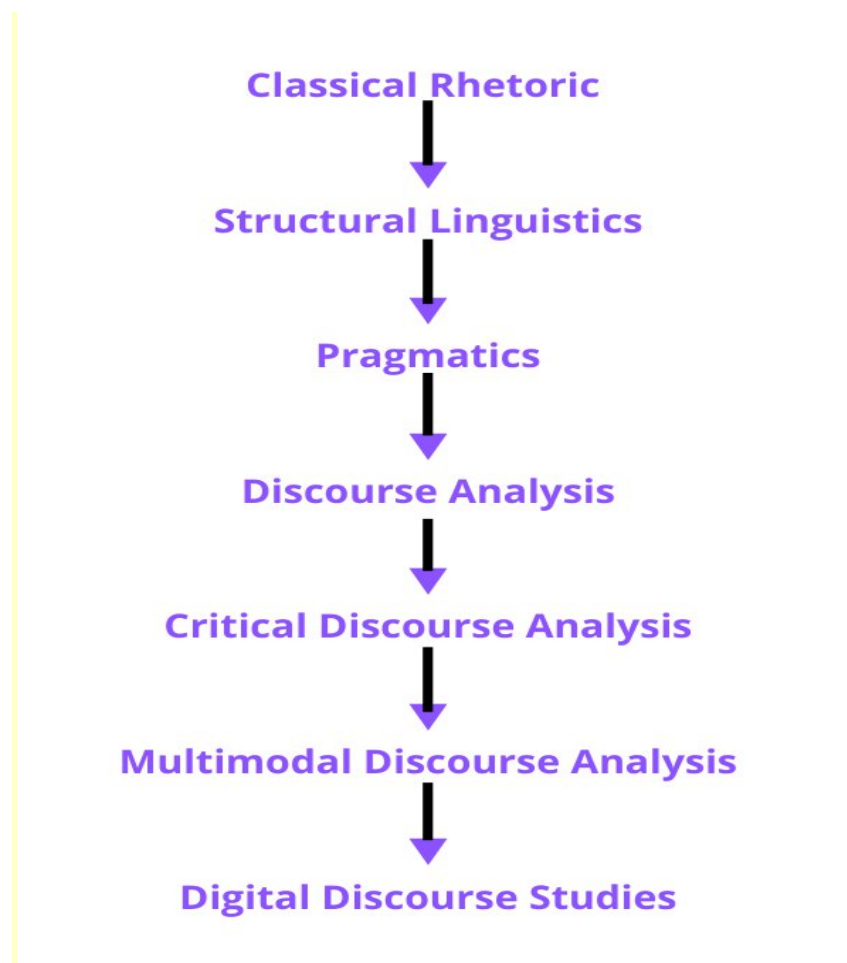 Classical Rhetoric
Structural Linguistics
Pragmatics
Discourse Analysis
Critical Discourse Analysis
Multimodal Discourse Analysis
Digital Discourse Studies